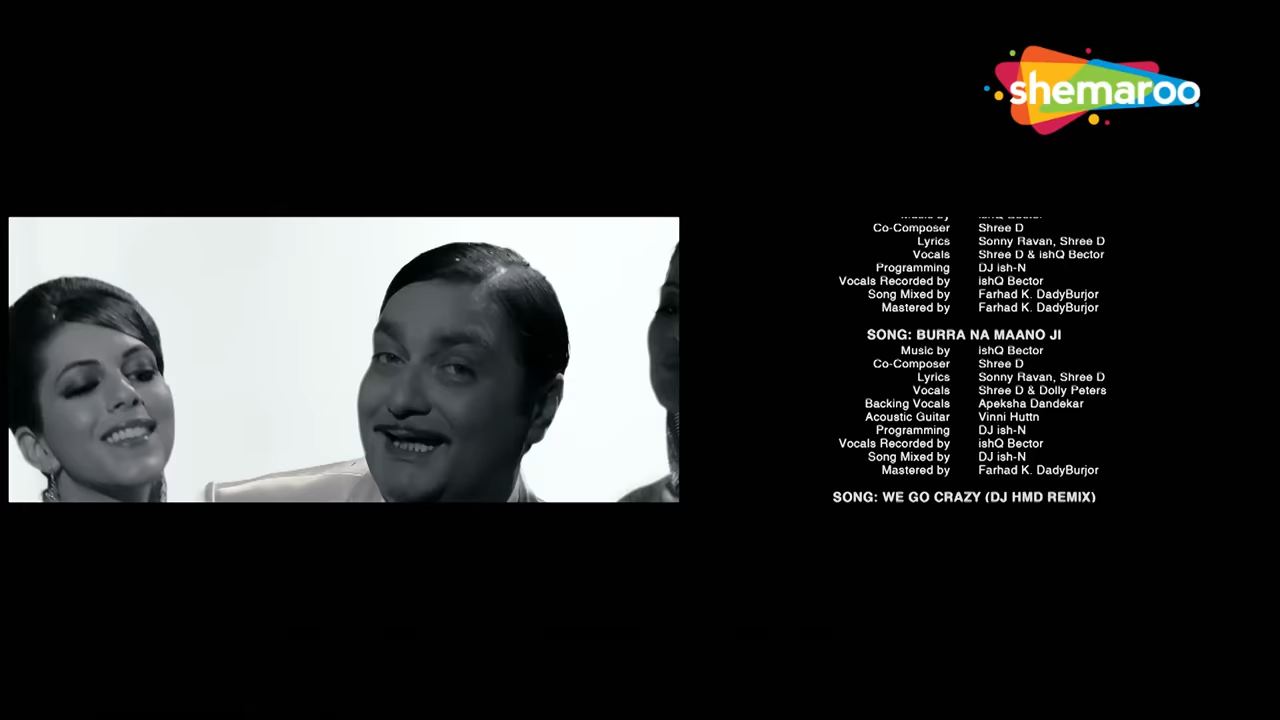 shemaroo
Co-Composer Shree D
Lyrics Sonny Ravan, Shree D
Vocals Shree D & ishQ Bector
Programming DJ ish-N
Vocals Recorded by ishQ Bector
Song Mixed by Farhad K. DadyBurjor
Mastered by Farhad K. DadyBurjor
SONG: BURRA NA MAANO JI
Music by ishQ Bector
Co-Composer Shree D
Lyrics Sonny Ravan, Shree D
Vocals Shree D & Dolly Peters
Backing Vocals Apeksha Dandekar
Acoustic Guitar Vinni Huttn
Programming DJ ish-N
Vocals Recorded by ishQ Bector
Song Mixed by DJ ish-N
Mastered by Farhad K. DadyBurjor
SONG: WE GO CRAZY (DJ HMD REMIX)